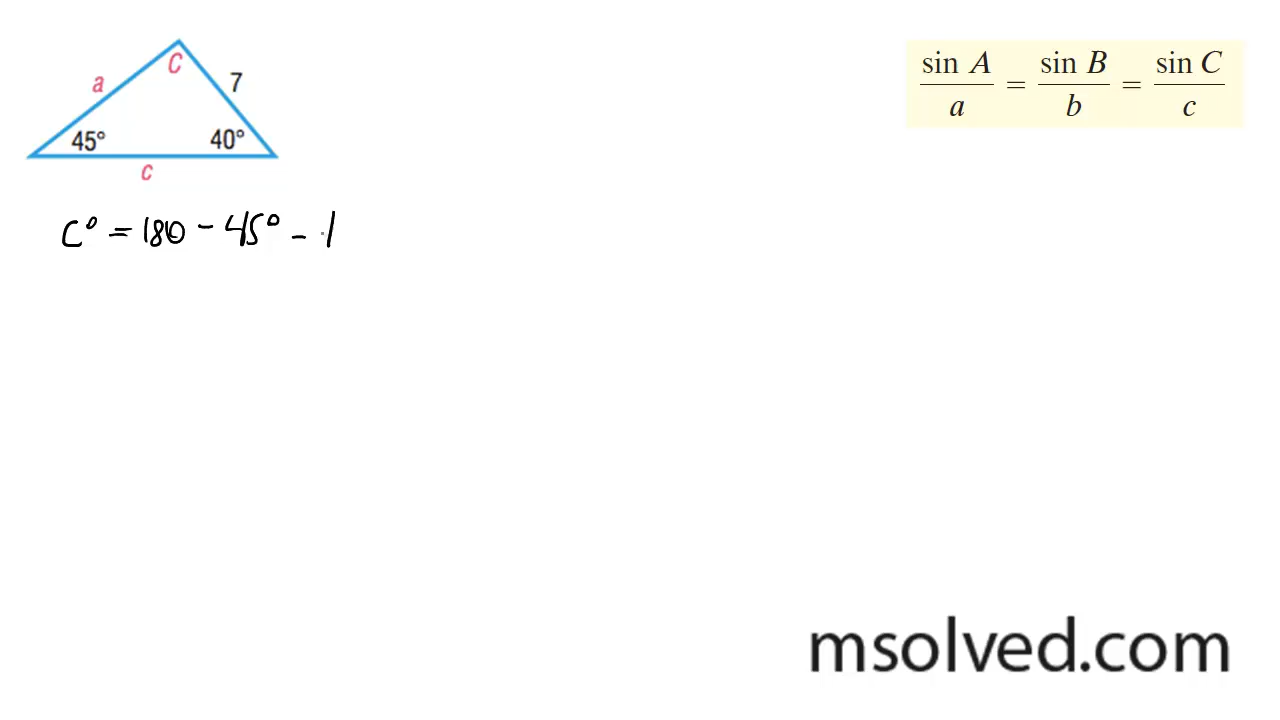 C
a
7
45°
40°
c
sin A / a = sin B / b = sin C / c
C° = 180 - 45° -
msolved.com